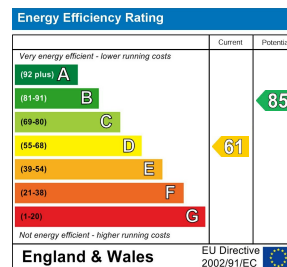 Energy Efficiency Rating
Current
Very energy efficient - lower running costs
(92 plus) A
(81-91) B
85
(69-80) C
(55-68) D
61
(39-54) E
(21-38) F
(1-20) G
Not energy efficient - higher running costs
England & Wales
EU Directive
2002/91/EC